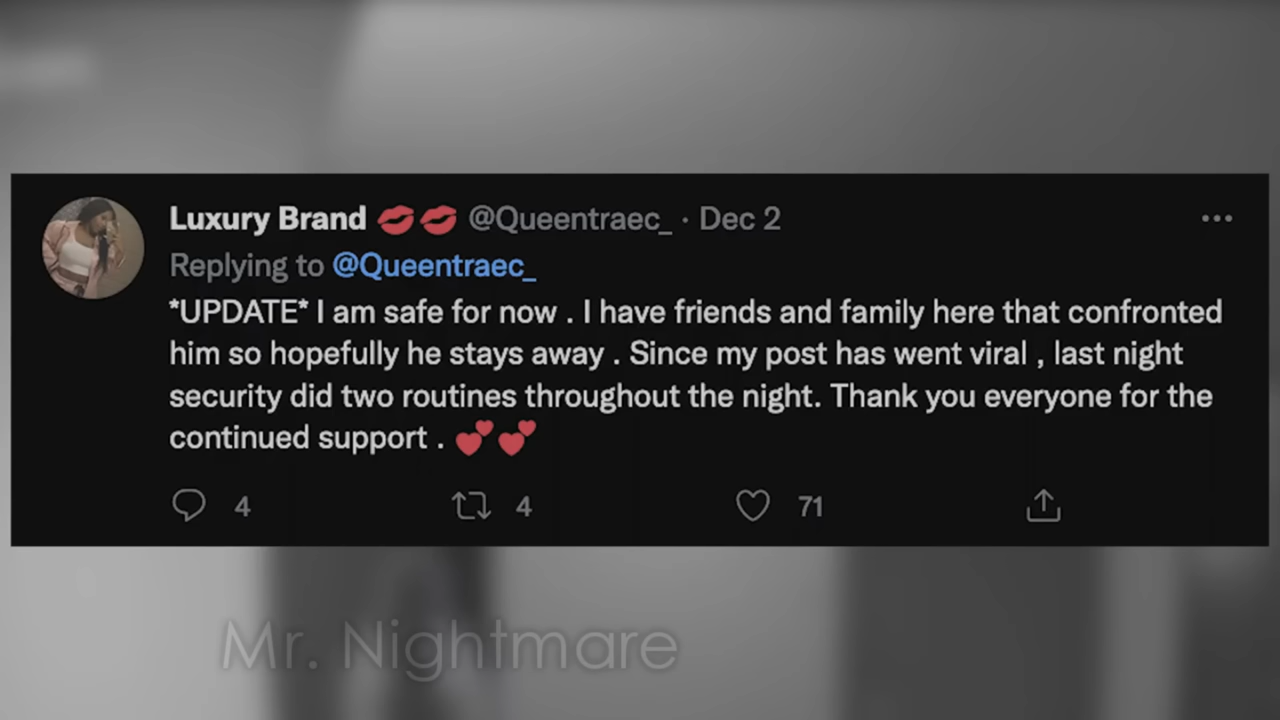 Luxury Brand 💋💋 @Queentraec_ · Dec 2
Replying to @Queentraec_
*UPDATE* I am safe for now . I have friends and family here that confronted
him so hopefully he stays away . Since my post has went viral , last night
security did two routines throughout the night. Thank you everyone for the
continued support . 💕💕
4 4 71
Mr. Nightmare